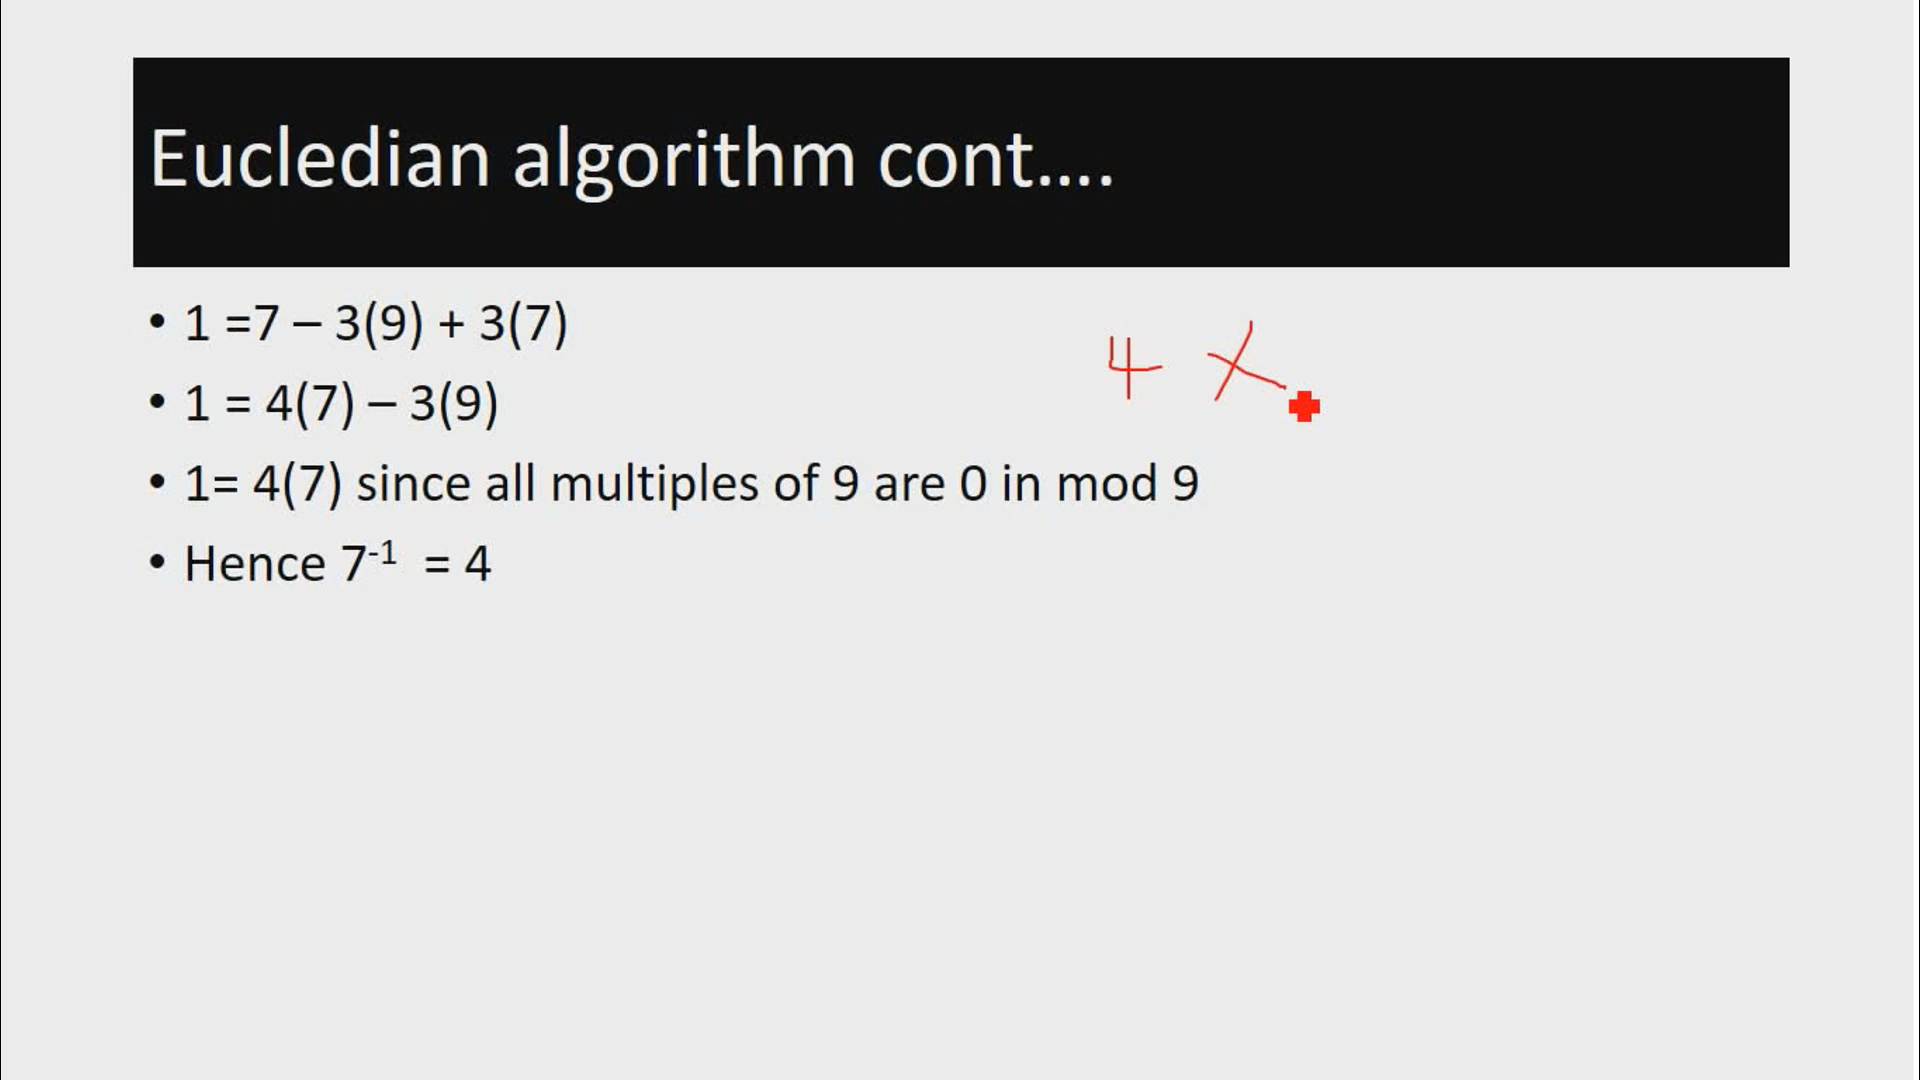 Eucledian algorithm cont....
• 1 =7 – 3(9) + 3(7)
4 ×
• 1 = 4(7) – 3(9)
• 1= 4(7) since all multiples of 9 are 0 in mod 9
• Hence 7⁻¹ = 4